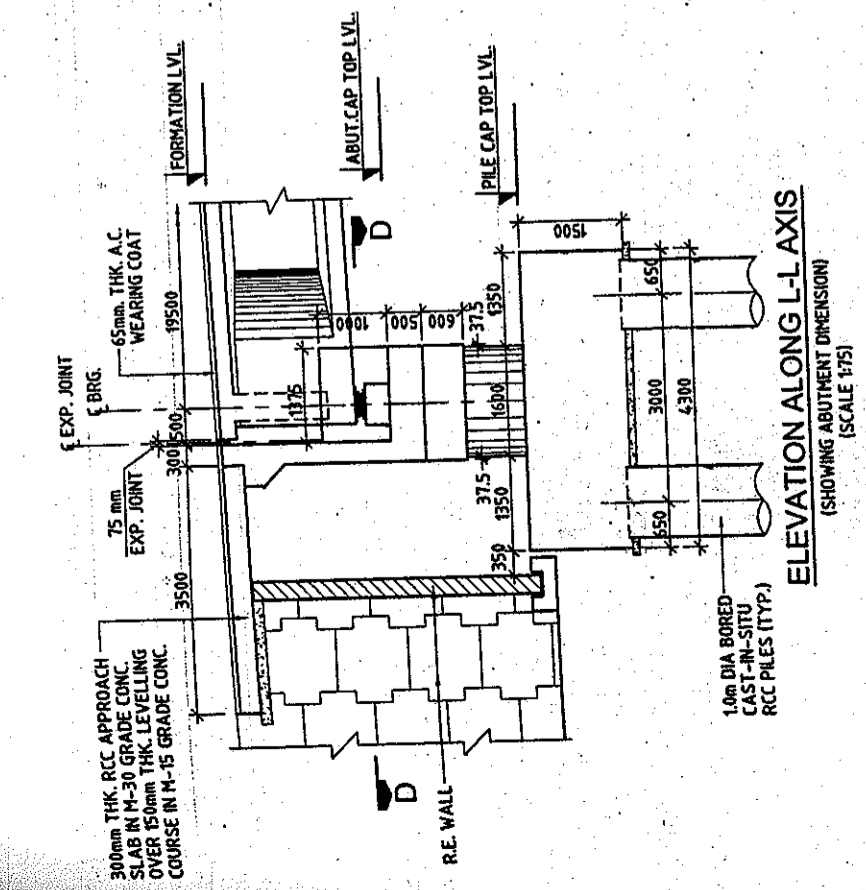 FORMATION LVL.
ABUT.CAP TOP LVL.
PILE CAP TOP LVL.
℄ EXP. JOINT
℄ BRG.
65mm. THK. A.C.
WEARING COAT
75 mm
EXP. JOINT
19500
500
300
3500
300mm THK. RCC APPROACH
SLAB IN M-30 GRADE CONC.
OVER 150mm THK. LEVELLING
COURSE IN M-15 GRADE CONC.
1375
1000
500
600
D
D
37.5
1350
1600
37.5
1350
350
1500
650
3000
650
4300
R.E. WALL
1.0m DIA BORED
CAST-IN-SITU
RCC PILES (TYP.)
ELEVATION ALONG L-L AXIS
(SHOWING ABUTMENT DIMENSION)
(SCALE 1:75)